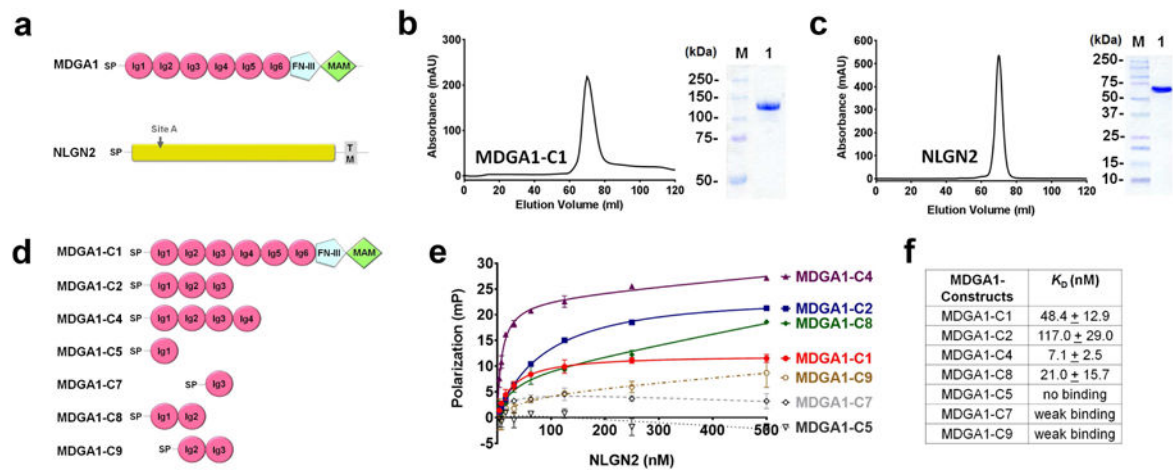 a
MDGA1 SP Ig1 Ig2 Ig3 Ig4 Ig5 Ig6 FN-III MAM
Site A
NLGN2 SP T M
b
Absorbance (mAU)
300
200
100
0
MDGA1-C1
0 20 40 60 80 100 120
Elution Volume (ml)
(kDa) M 1
250-
150-
100-
75-
50-
c
Absorbance (mAU)
600
500
400
300
200
100
0
NLGN2
0 20 40 60 80 100 120
Elution Volume (ml)
(kDa) M 1
250-
150-
100-
75-
50-
37-
25-
20-
15-
10-
d
MDGA1-C1 SP Ig1 Ig2 Ig3 Ig4 Ig5 Ig6 FN-III MAM
MDGA1-C2 SP Ig1 Ig2 Ig3
MDGA1-C4 SP Ig1 Ig2 Ig3 Ig4
MDGA1-C5 SP Ig1
MDGA1-C7 SP Ig3
MDGA1-C8 SP Ig1 Ig2
MDGA1-C9 SP Ig2 Ig3
e
Polarization (mP)
30
25
20
15
10
5
0
-5
MDGA1-C4
MDGA1-C2
MDGA1-C8
MDGA1-C1
MDGA1-C9
MDGA1-C7
MDGA1-C5
100 200 300 400 500
NLGN2 (nM)
f
MDGA1-Constructs KD (nM)
MDGA1-C1 48.4 ± 12.9
MDGA1-C2 117.0 ± 29.0
MDGA1-C4 7.1 ± 2.5
MDGA1-C8 21.0 ± 15.7
MDGA1-C5 no binding
MDGA1-C7 weak binding
MDGA1-C9 weak binding